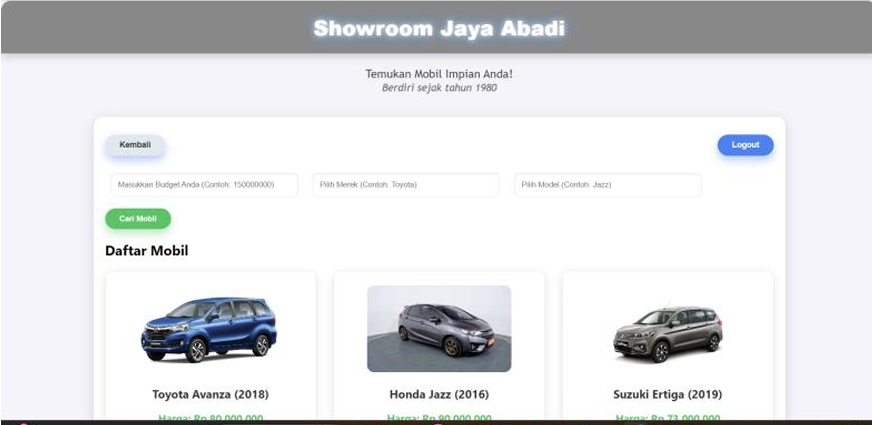 Showroom Jaya Abadi
Temukan Mobil Impian Anda!
Berdiri sejak tahun 1980
Kembali
Logout
Masukkan Budget Anda (Contoh: 150000000)
Pilih Merek (Contoh: Toyota)
Pilih Model (Contoh: Jazz)
Cari Mobil
Daftar Mobil
Toyota Avanza (2018)
Honda Jazz (2016)
Suzuki Ertiga (2019)
Harga: Rp 80.000.000
Harga: Rp 90.000.000
Harga: Rp 73.000.000